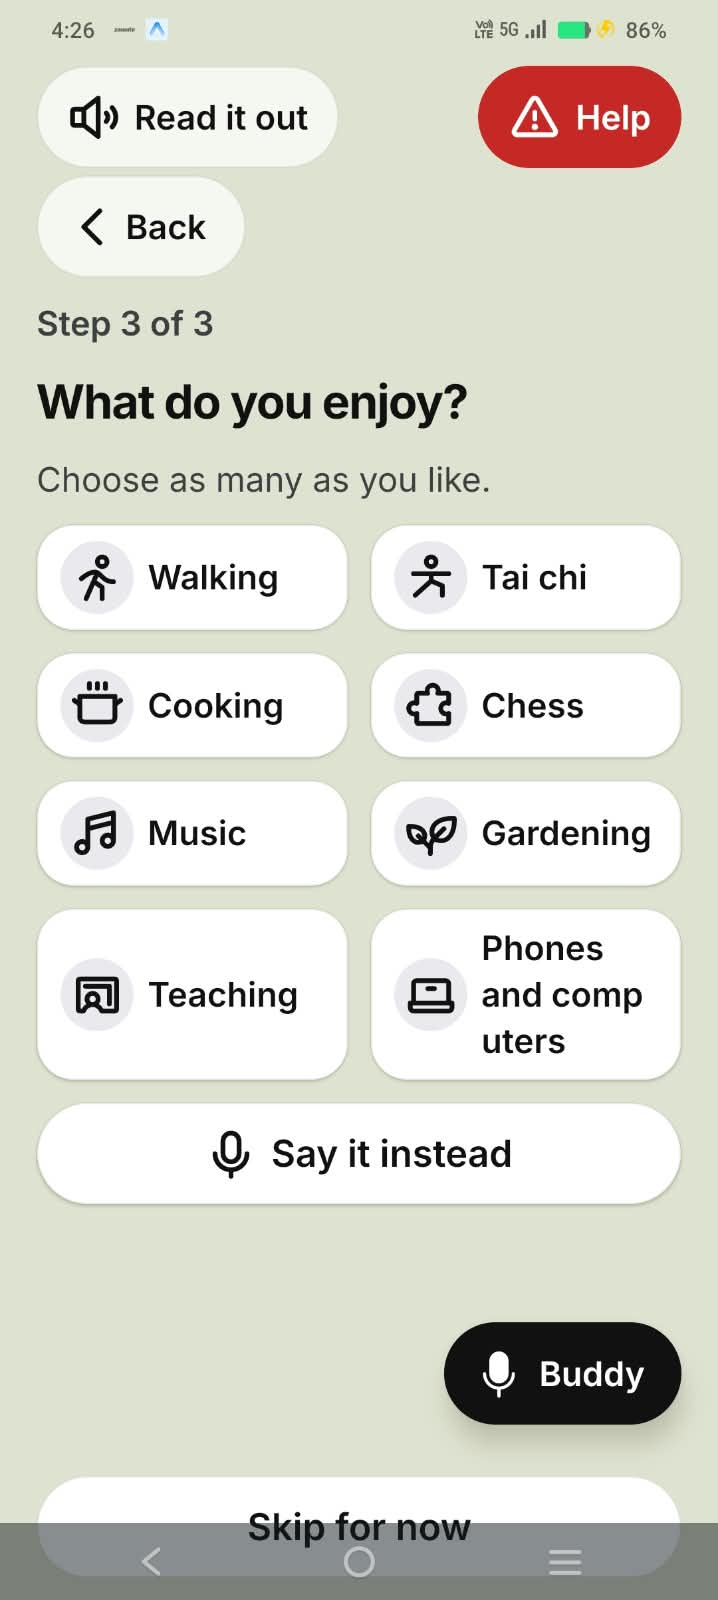 4:26
VoI) LTE 5G 86%
Read it out
Help
Back
Step 3 of 3
What do you enjoy?
Choose as many as you like.
Walking
Tai chi
Cooking
Chess
Music
Gardening
Teaching
Phones
and comp
uters
Say it instead
Buddy
Skip for now